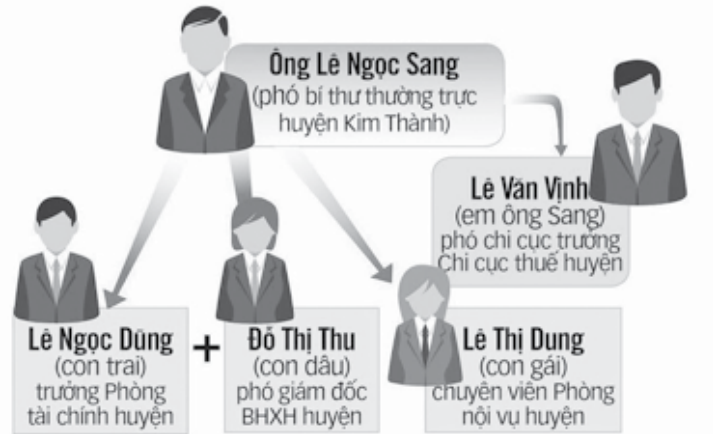 Ông Lê Ngọc Sang
(phó bí thư thường trực
huyện Kim Thành)
Lê Văn Vịnh
(em ông Sang)
phó chi cục trưởng
Chi cục thuế huyện
Lê Ngọc Dũng
(con trai)
trưởng Phòng
tài chính huyện
+
Đỗ Thị Thu
(con dâu)
phó giám đốc
BHXH huyện
Lê Thị Dung
(con gái)
chuyên viên Phòng
nội vụ huyện